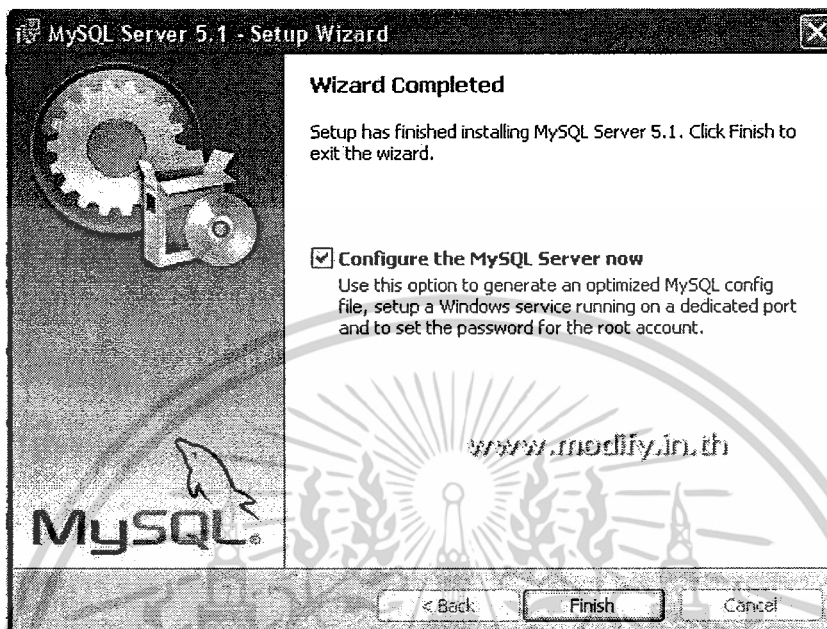 MySQL Server 5.1 - Setup Wizard
Wizard Completed
Setup has finished installing MySQL Server 5.1. Click Finish to
exit the wizard.
Configure the MySQL Server now
Use this option to generate an optimized MySQL config
file, setup a Windows service running on a dedicated port
and to set the password for the root account.
www.modify.in.th
MySQL
< Back
Finish
Cancel